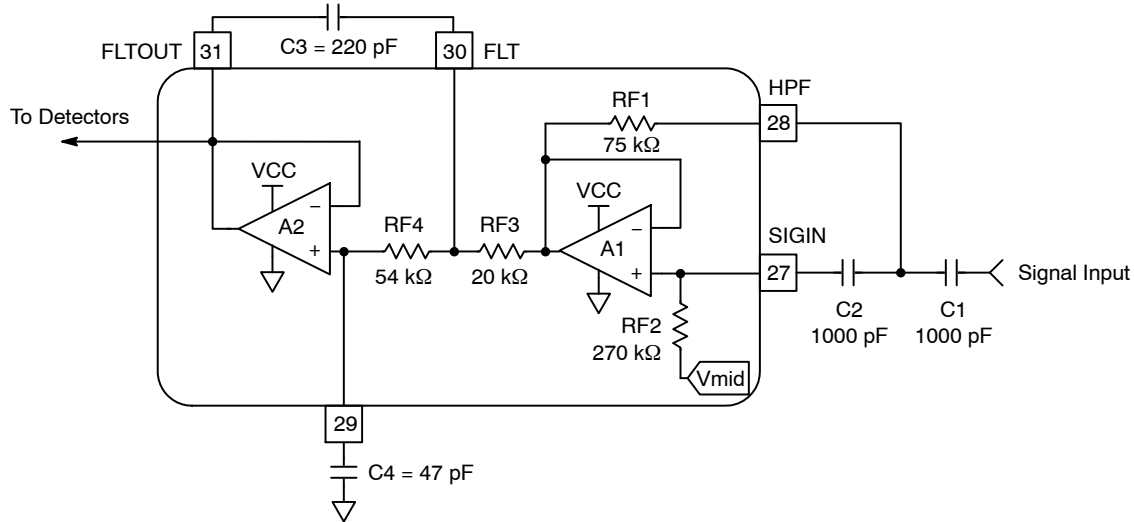 FLTOUT
31
C3 = 220 pF
30
FLT
To Detectors
HPF
28
RF1
75 kΩ
VCC
A2
−
+
RF4
54 kΩ
RF3
20 kΩ
VCC
A1
−
+
SIGIN
27
RF2
270 kΩ
Vmid
C2
1000 pF
C1
1000 pF
Signal Input
29
C4 = 47 pF